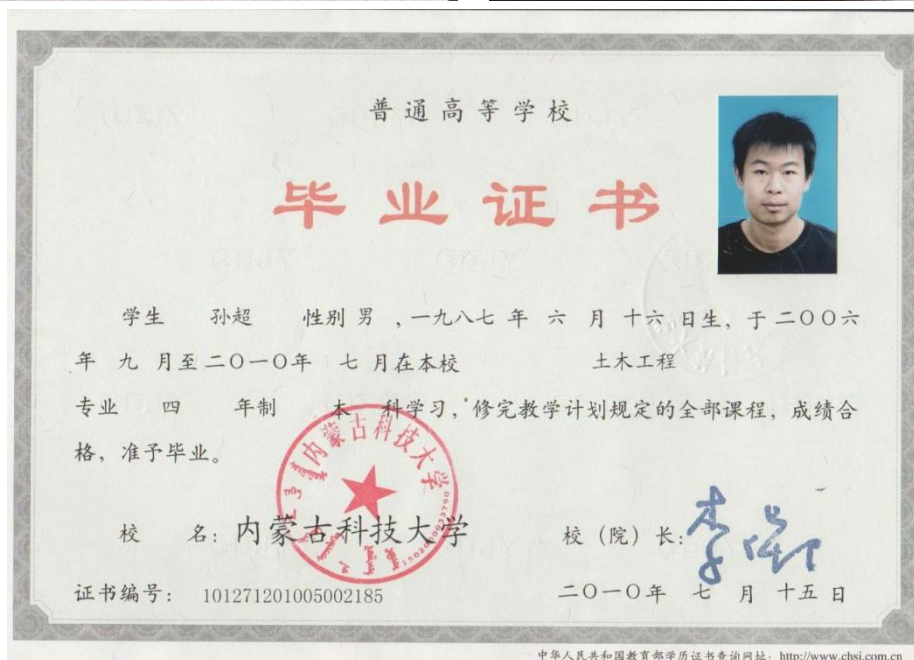 普通高等学校
毕业证书
学生 孙超 性别 男 ，一九八七 年 六 月 十六 日生，于 二〇〇六
年 九 月至 二〇一〇年 七 月在本校 土木工程
专业 四 年制 本 科学习，修完教学计划规定的全部课程，成绩合
格，准予毕业。
内蒙古科技大学
校 名：内蒙古科技大学 校（院）长：
证书编号： 101271201005002185 二〇一〇年 七 月 十五 日
中华人民共和国教育部学历证书查询网址：http://www.chsi.com.cn